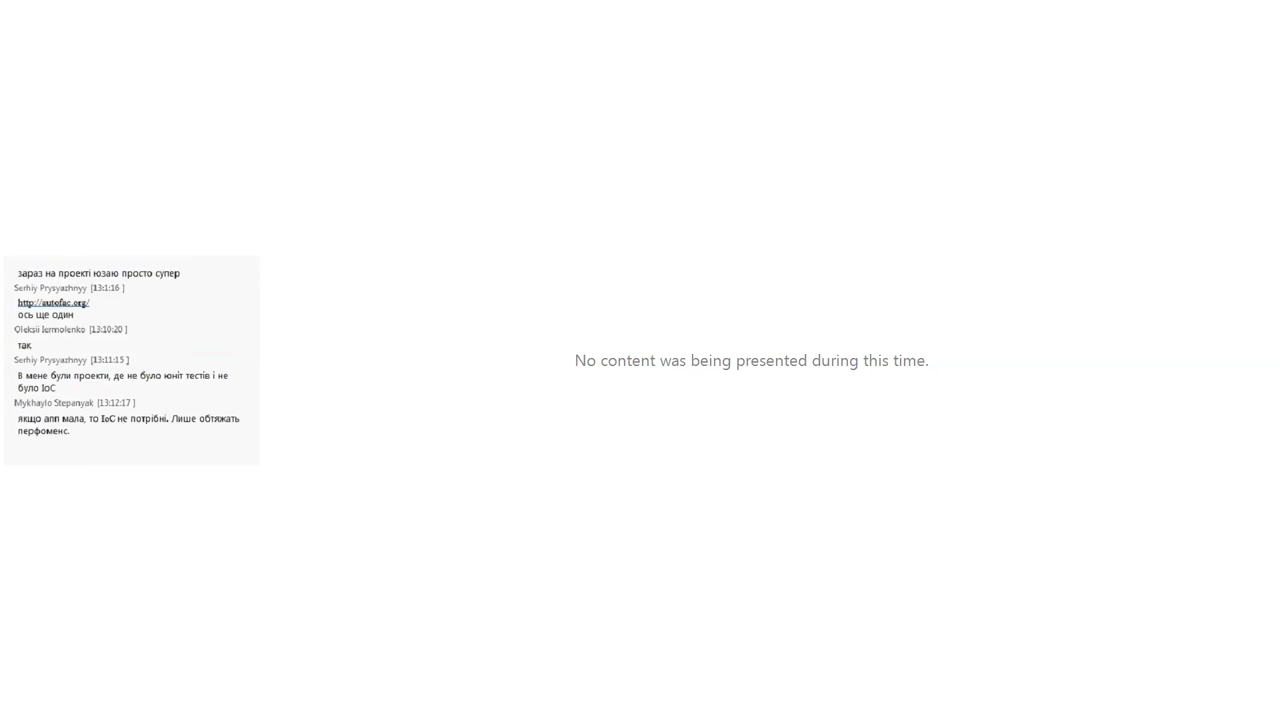 зараз на проекті юзаю просто супер
Serhiy Prysyazhnyy [13:1:16 ]
http://autofac.org/
ось ще один
Oleksii Iermolenko [13:10:20 ]
так
Serhiy Prysyazhnyy [13:11:15 ]
В мене були проекти, де не було юніт тестів і не
було IoC
Mykhaylo Stepanyak [13:12:17 ]
якщо апп мала, то IoC не потрібні. Лише обтяжать
перфоменс.
No content was being presented during this time.